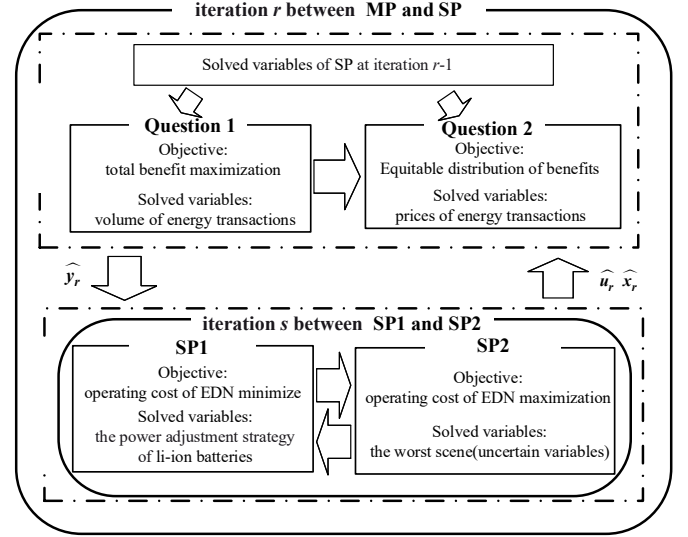 iteration r between MP and SP
Solved variables of SP at iteration r-1
Question 1
Objective:
total benefit maximization
Solved variables:
volume of energy transactions
Question 2
Objective:
Equitable distribution of benefits
Solved variables:
prices of energy transactions
ŷ_r
û_r x̂_r
iteration s between SP1 and SP2
SP1
Objective:
operating cost of EDN minimize
Solved variables:
the power adjustment strategy
of li-ion batteries
SP2
Objective:
operating cost of EDN maximization
Solved variables:
the worst scene(uncertain variables)